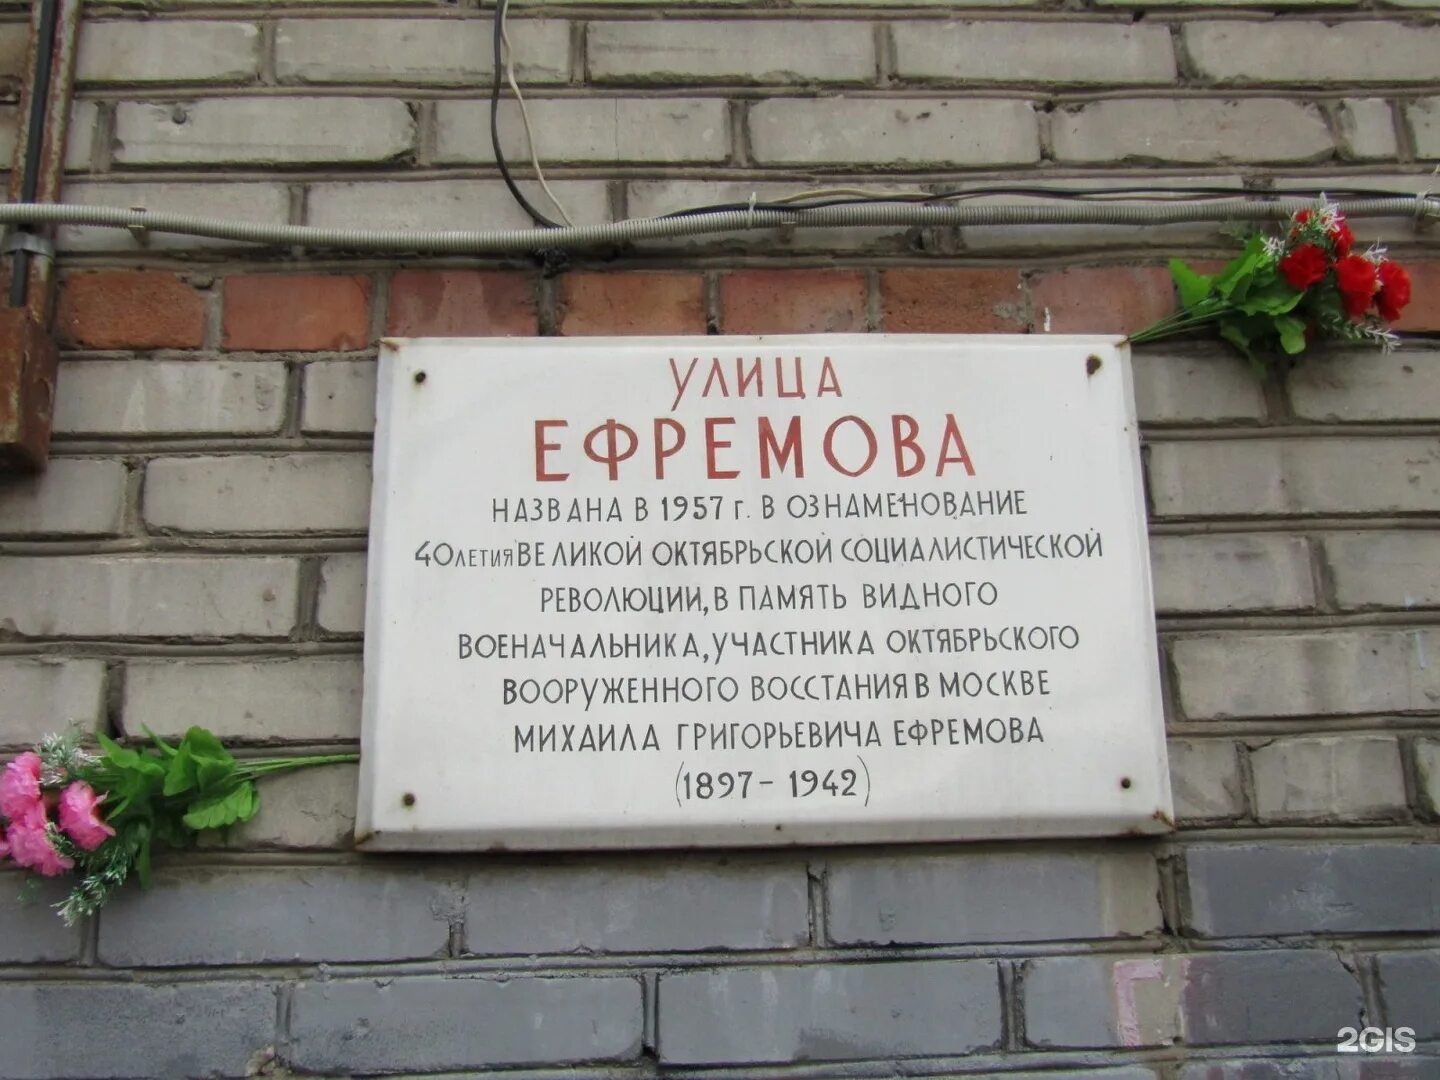 УЛИЦА
ЕФРЕМОВА
НАЗВАНА В 1957 г. В ОЗНАМЕНОВАНИЕ
40ЛЕТИЯ ВЕЛИКОЙ ОКТЯБРЬСКОЙ СОЦИАЛИСТИЧЕСКОЙ
РЕВОЛЮЦИИ, В ПАМЯТЬ ВИДНОГО
ВОЕНАЧАЛЬНИКА, УЧАСТНИКА ОКТЯБРЬСКОГО
ВООРУЖЕННОГО ВОССТАНИЯ В МОСКВЕ
МИХАИЛА ГРИГОРЬЕВИЧА ЕФРЕМОВА
(1897 - 1942)
2GIS